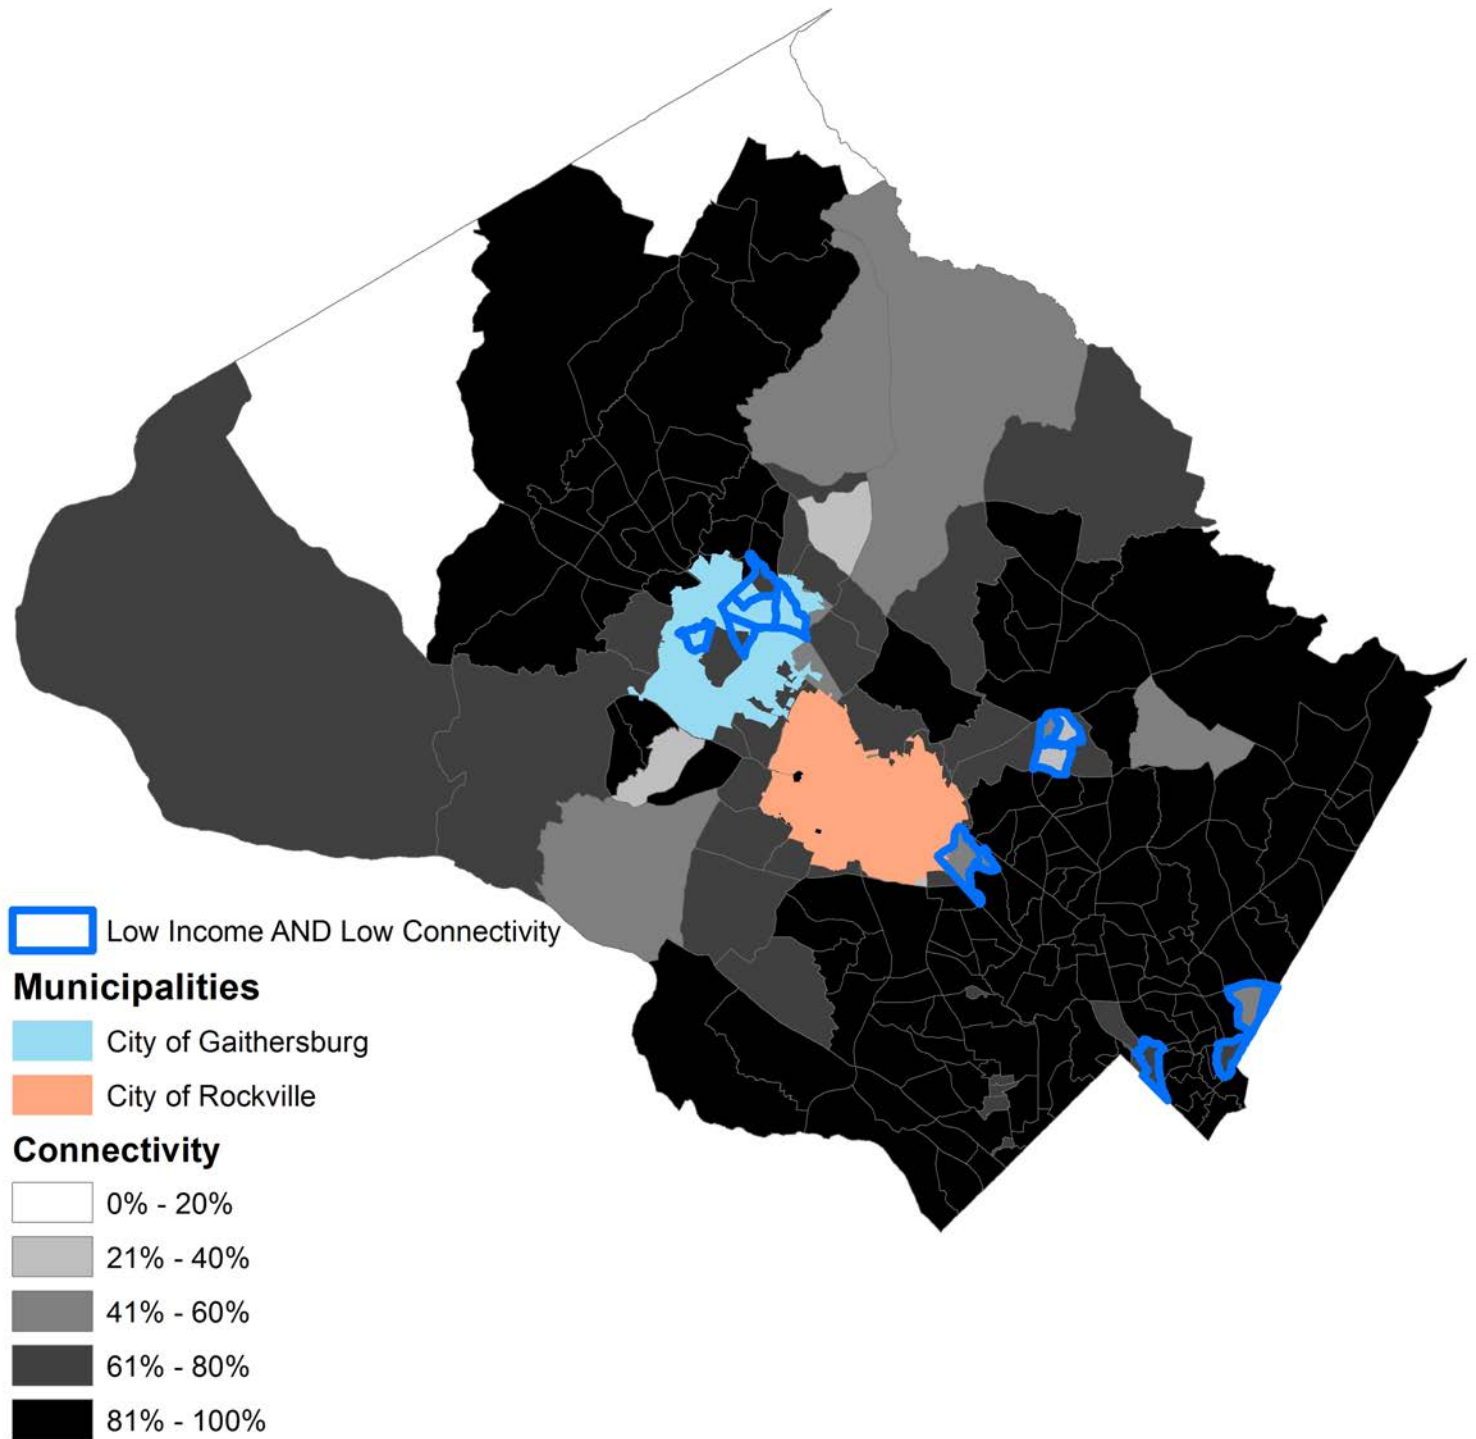 Low Income AND Low Connectivity
Municipalities
City of Gaithersburg
City of Rockville
Connectivity
0% - 20%
21% - 40%
41% - 60%
61% - 80%
81% - 100%